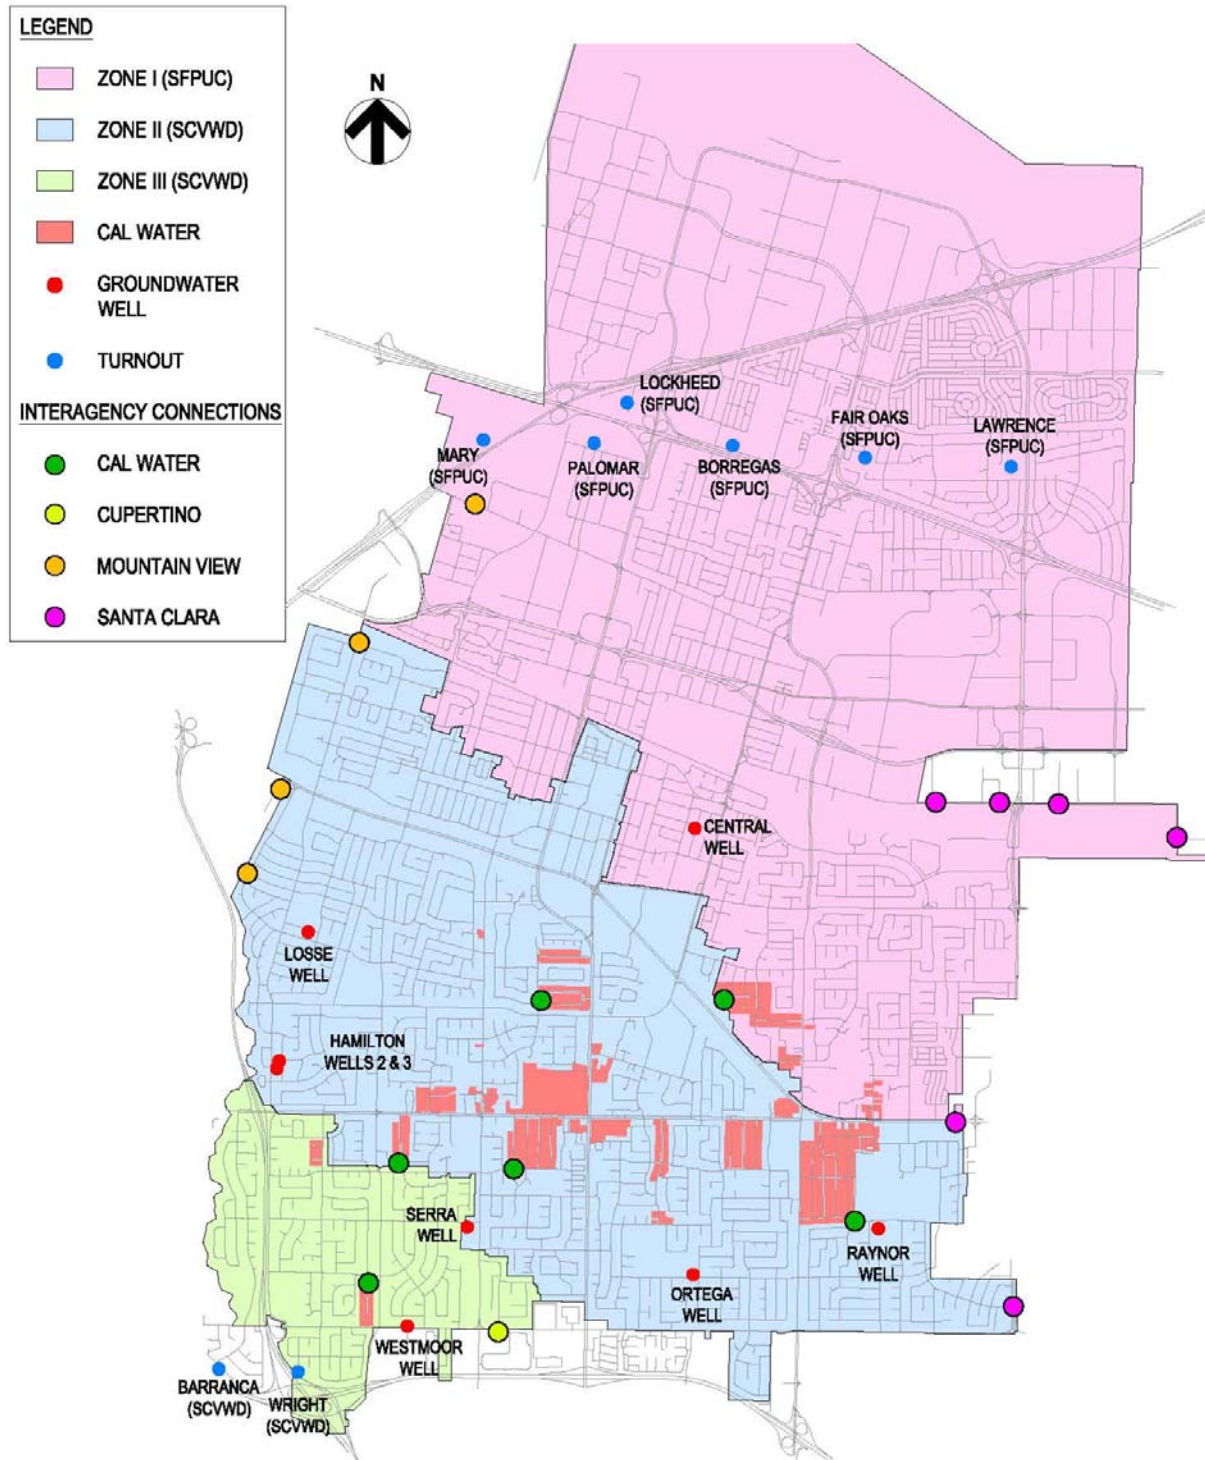 LEGEND
ZONE I (SFPUC)
ZONE II (SCVWD)
ZONE III (SCVWD)
CAL WATER
GROUNDWATER
WELL
TURNOUT
INTERAGENCY CONNECTIONS
CAL WATER
CUPERTINO
MOUNTAIN VIEW
SANTA CLARA
N
LOCKHEED
(SFPUC)
MARY
(SFPUC)
PALOMAR
(SFPUC)
BORREGAS
(SFPUC)
FAIR OAKS
(SFPUC)
LAWRENCE
(SFPUC)
CENTRAL
WELL
LOSSE
WELL
HAMILTON
WELLS 2 & 3
SERRA
WELL
RAYNOR
WELL
ORTEGA
WELL
WESTMOOR
WELL
BARRANCA
(SCVWD)
WRIGHT
(SCVWD)